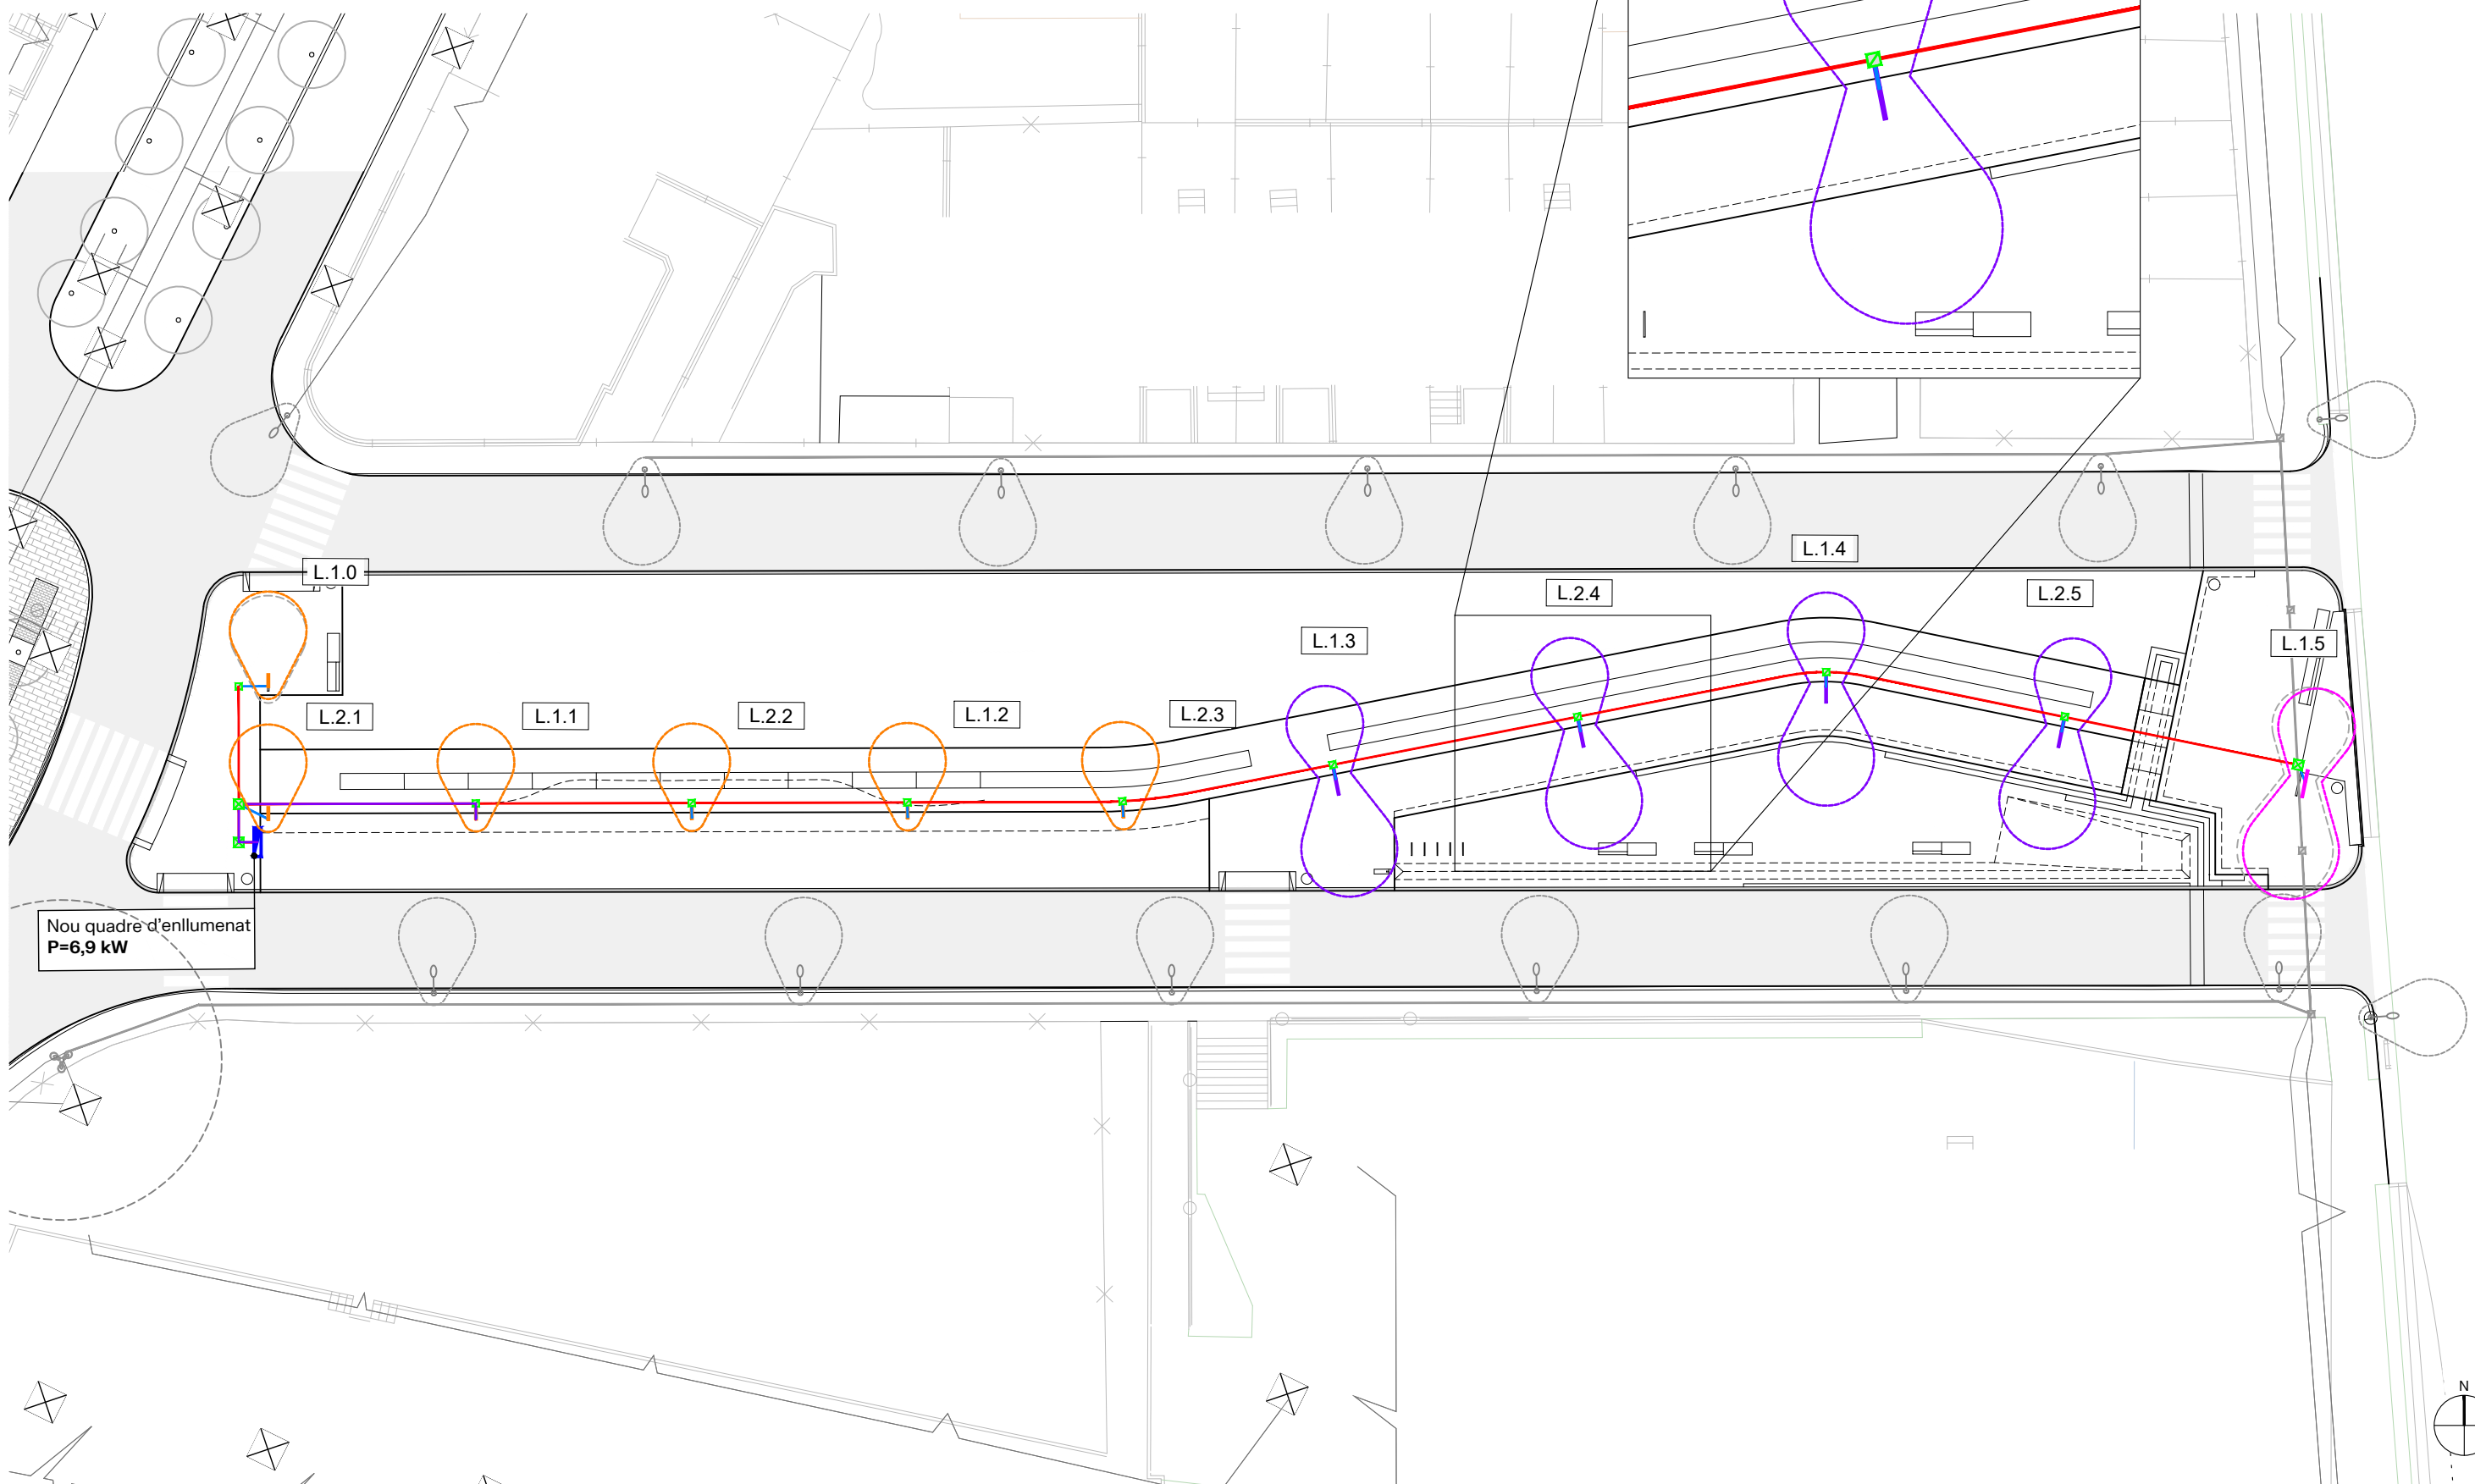 L.1.4
L.1.0
L.2.4
L.2.5
L.1.3
L.1.5
L.2.1
L.1.1
L.2.2
L.1.2
L.2.3
Nou quadre d'enllumenat
P=6,9 kW
N